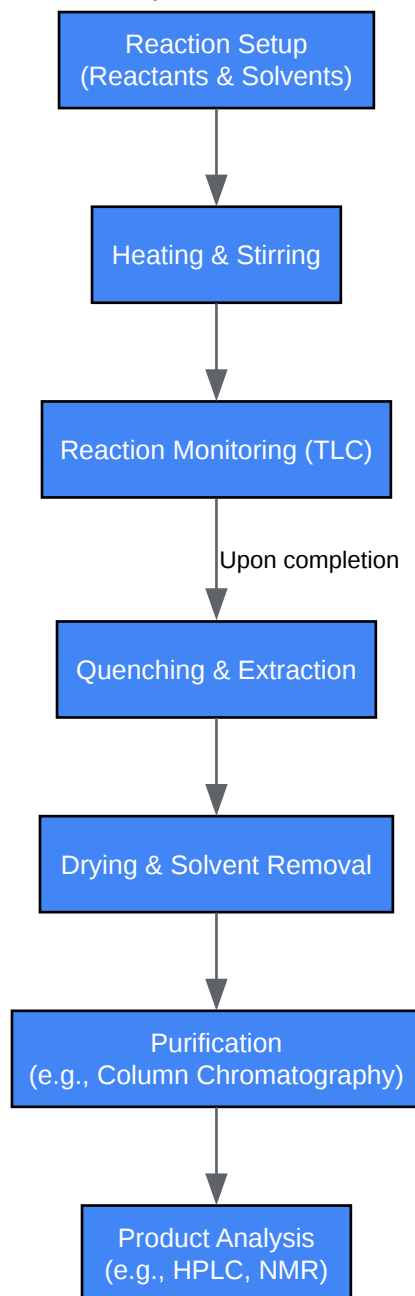 Reaction Setup
(Reactants & Solvents)
Heating & Stirring
Reaction Monitoring (TLC)
Upon completion
Quenching & Extraction
Drying & Solvent Removal
Purification
(e.g., Column Chromatography)
Product Analysis
(e.g., HPLC, NMR)